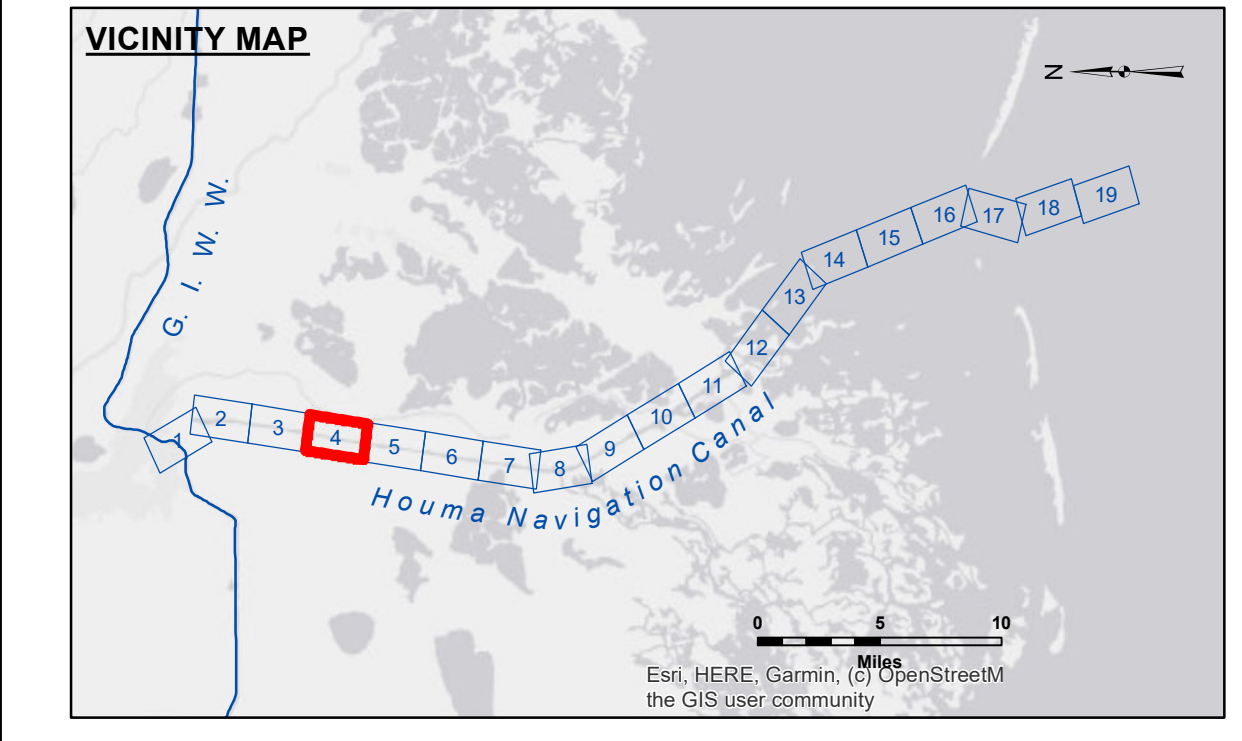 VICINITY MAP
N
G. I. W. W.
1
2
3
4
5
6
7
8
9
10
11
12
13
14
15
16
17
18
19
Houma Navigation Canal
0 5 10
Miles
Esri, HERE, Garmin, (c) OpenStreetM
the GIS user community